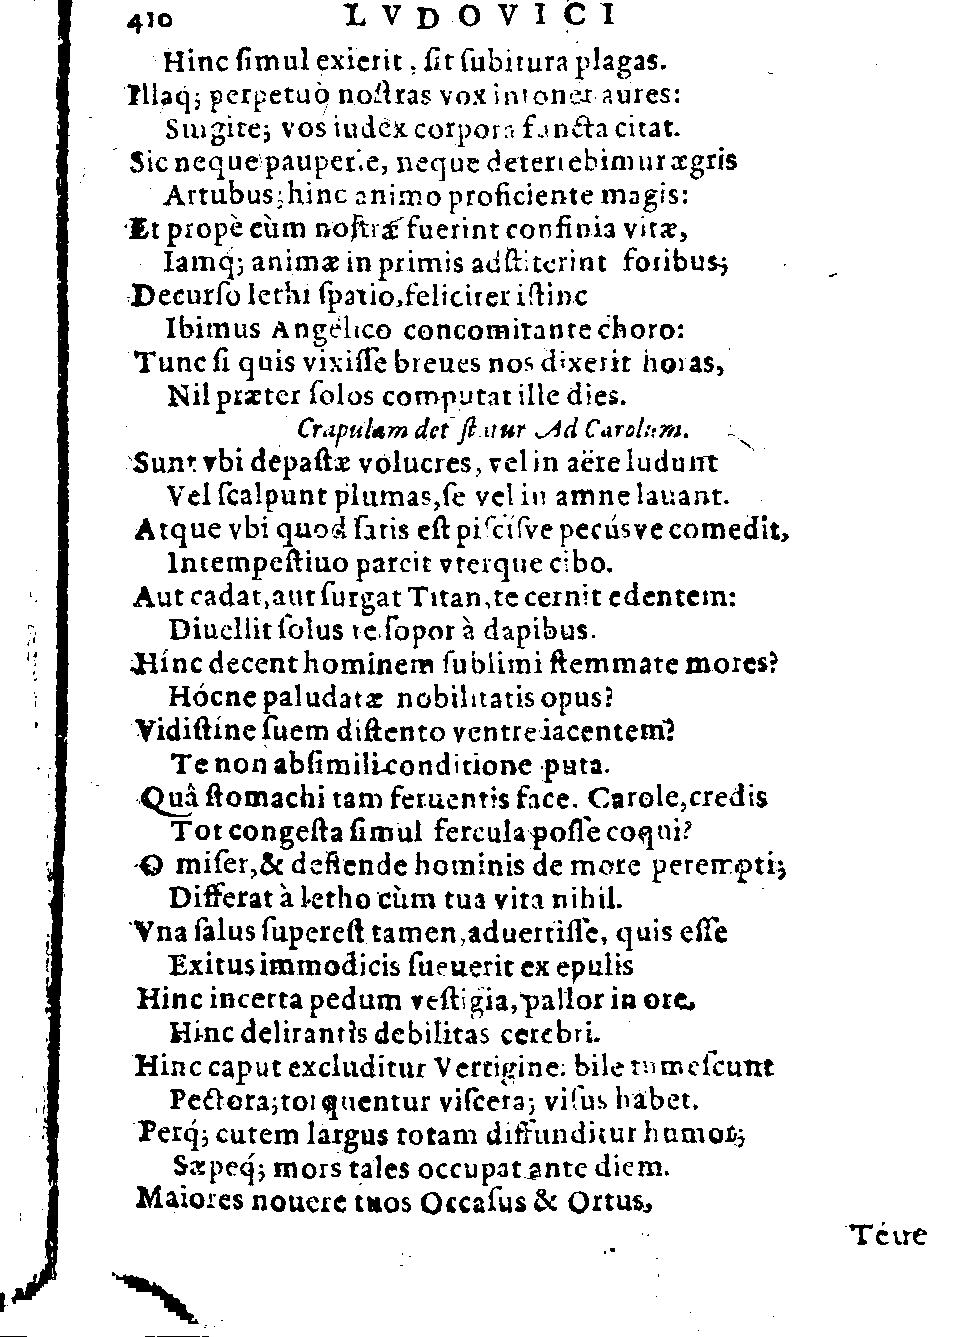 410 LVDOVICI
Hinc ſimul exierit, ſit ſubitura plagas.
Illaq; perpetuò noſtras vox intonet aures:
Surgite; vos iudex corpora functa citat.
Sic neque pauperie, neque deterrebimur ægris
Artubus; hinc animo proficiente magis:
Et propè cùm noſtræ fuerint confinia vitæ,
Iamq; animæ in primis adſtiterint foribus;
Decurſo lethi ſpatio, feliciter iſtinc
Ibimus Angelico concomitante choro:
Tunc ſi quis vixiſſe breues nos dixerit horas,
Nil præter ſolos computat ille dies.
Crapulam deteſtatur Ad Carolum.
Sunt vbi depaſtæ volucres, vel in aëre ludunt
Vel ſcalpunt plumas, ſe vel in amne lauant.
Atque vbi quod ſatis eſt piſciſve pecúsve comedit,
Intempeſtiuo parcit vterque cibo.
Aut cadat, aut ſurgat Titan, te cernit edentem:
Diuellit ſolus te ſopor à dapibus.
Hínc decent hominem ſublimi ſtemmate mores?
Hócne paludatæ nobilitatis opus?
Vidiſtíne ſuem diſtento ventre iacentem?
Te non abſimili conditione puta.
Quâ ſtomachi tam feruentis face. Carole, credis
Tot congeſta ſimul fercula poſſe coqui?
O miſer, & defiende hominis de more perempti;
Differat à letho cùm tua vita nihil.
Vna ſalus ſupereſt tamen, aduertiſſe, quis eſſe
Exitus immodicis ſueuerit ex epulis
Hinc incerta pedum veſtigia, pallor in ore,
Hinc delirantis debilitas cerebri.
Hinc caput excluditur Vertigine: bile tumeſcunt
Pectora; torquentur viſcera; viſus habet.
Perq́; cutem largus totam diffunditur humor;
Sæpeq́; mors tales occupat ante diem.
Maiores nouere tuos Occaſus & Ortus,